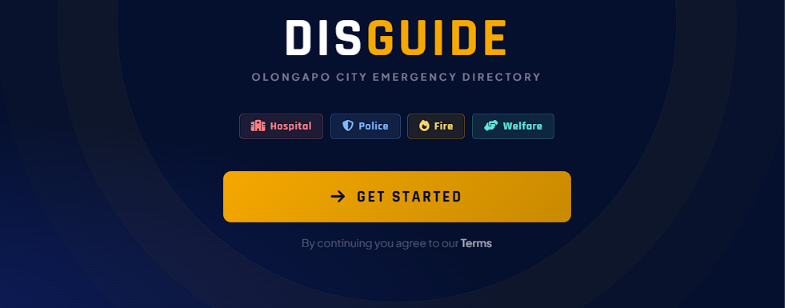 DISGUIDE
OLONGAPO CITY EMERGENCY DIRECTORY
Hospital Police Fire Welfare
GET STARTED
By continuing you agree to our Terms